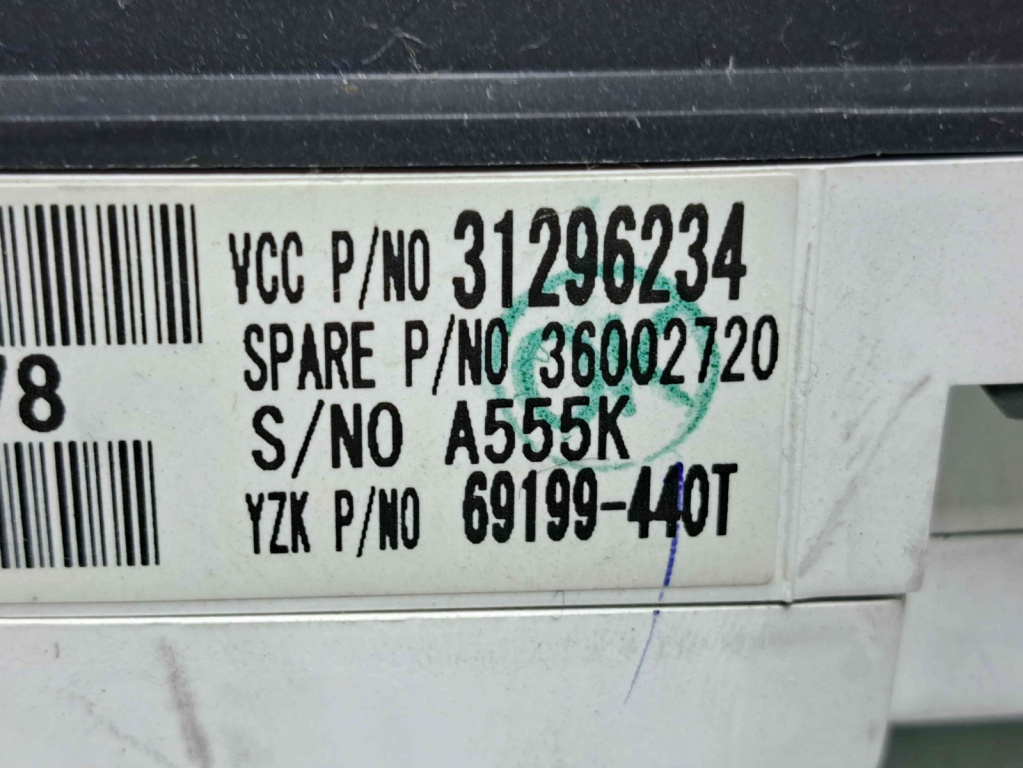 VCC P/NO 31296234
SPARE P/NO 36002720
78
S/NO A555K
YZK P/NO 69199-440T